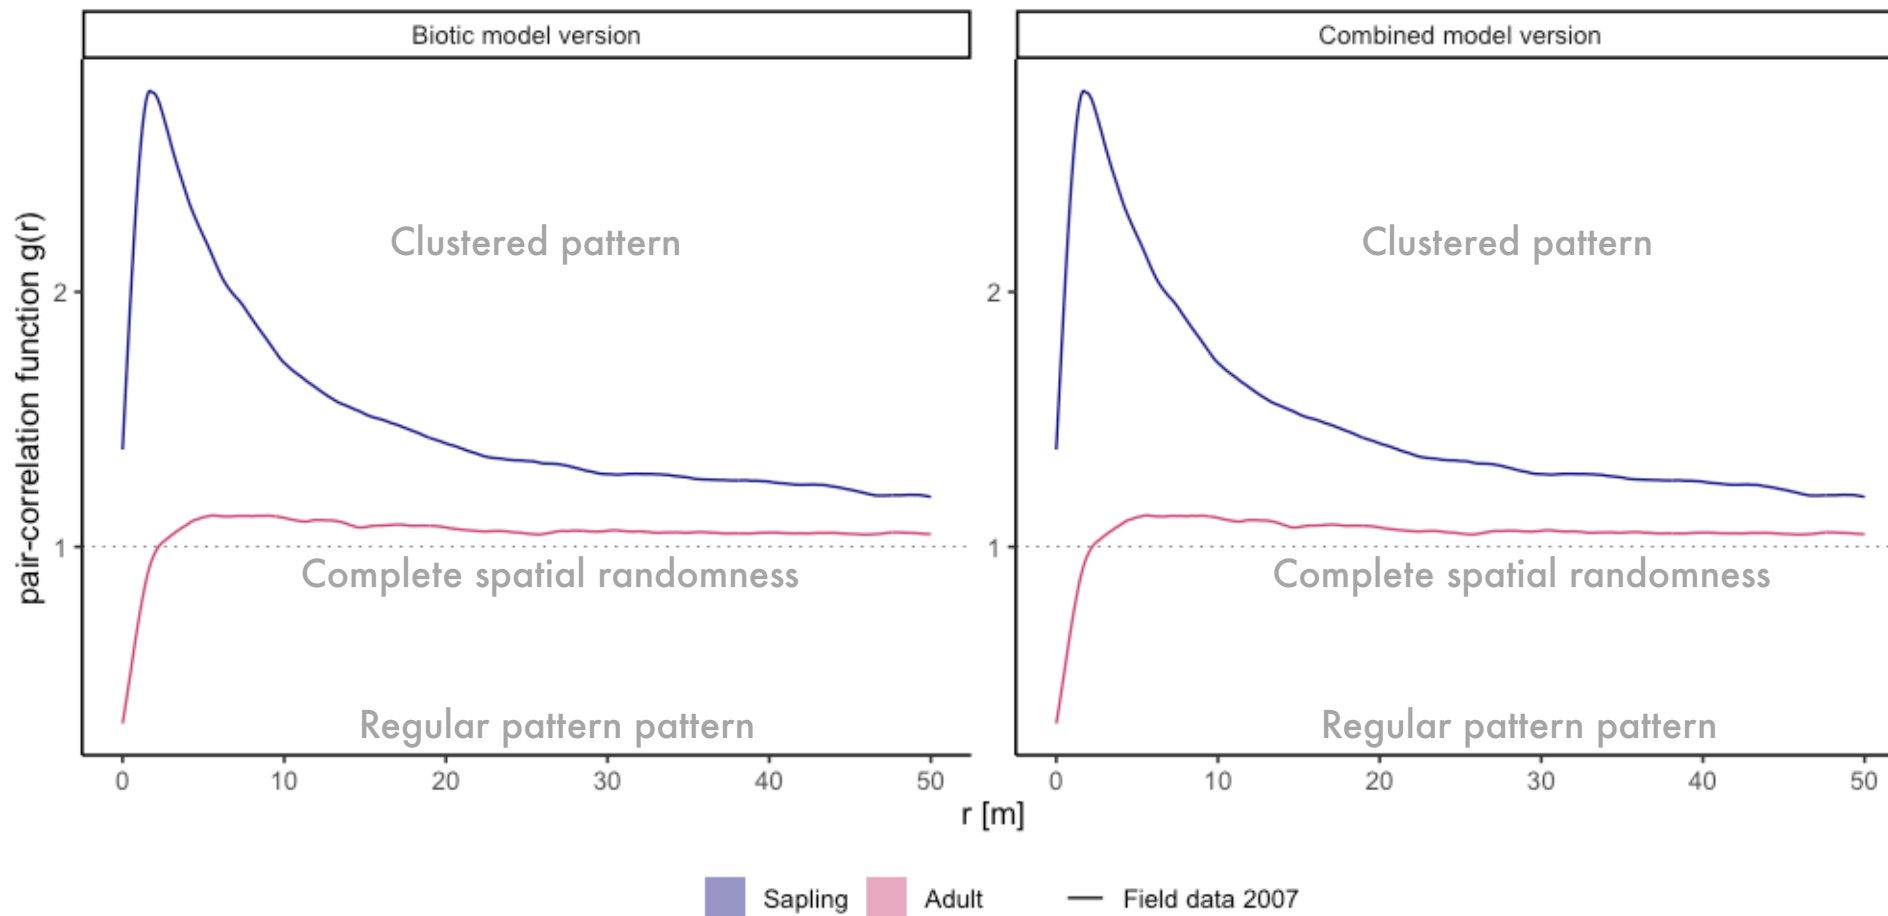 Biotic model version
Combined model version
pair-correlation function g(r)
2
1
Clustered pattern
Complete spatial randomness
Regular pattern pattern
0 10 20 30 40 50
2
1
Clustered pattern
Complete spatial randomness
Regular pattern pattern
0 10 20 30 40 50
r [m]
Sapling Adult Field data 2007